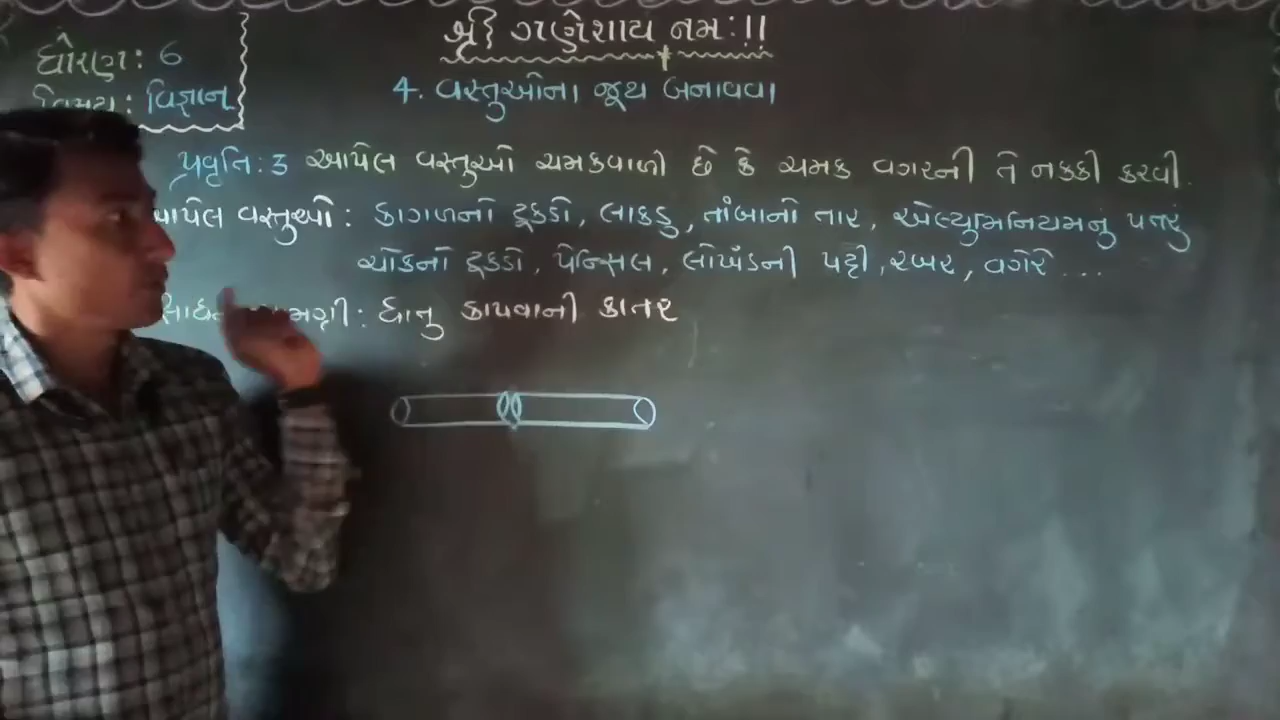 શ્રી ગણેશાય નમઃ!!
ધોરણ: 6
વિષય: વિજ્ઞાન
4. વસ્તુઓના જૂથ બનાવવા
પ્રવૃતિ: 3 આપેલ વસ્તુઓ ચમકવાળી છે કે ચમક વગરની તે નક્કી કરવી.
આપેલ વસ્તુઓ: કાગળનો ટૂકડો, લાકડુ, તાંબાનો તાર, એલ્યુમિનિયમનું પતરું
ચોકનો ટૂકડો, પેન્સિલ, લોખંડની પટ્ટી, રબર, વગેરે...
: ધાતુ કાપવાની કાતર